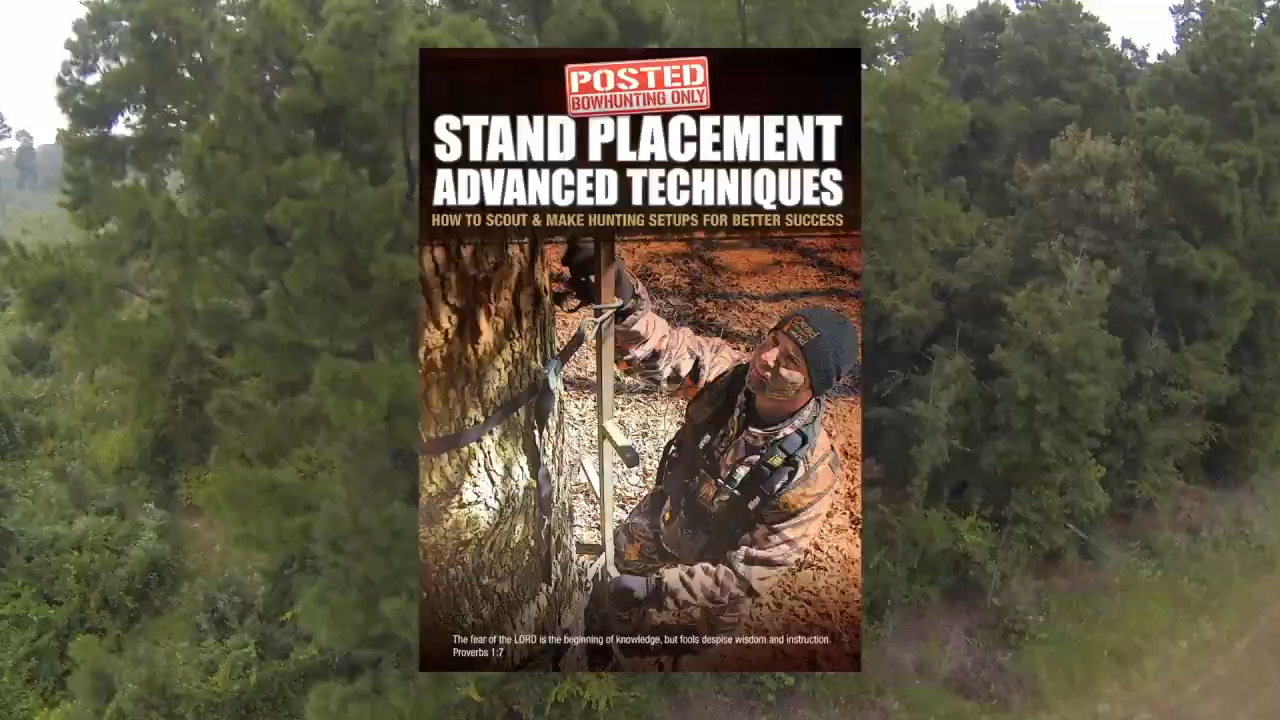 POSTED
BOWHUNTING ONLY
STAND PLACEMENT
ADVANCED TECHNIQUES
HOW TO SCOUT & MAKE HUNTING SETUPS FOR BETTER SUCCESS
The fear of the LORD is the beginning of knowledge, but fools despise wisdom and instruction.
Proverbs 1:7